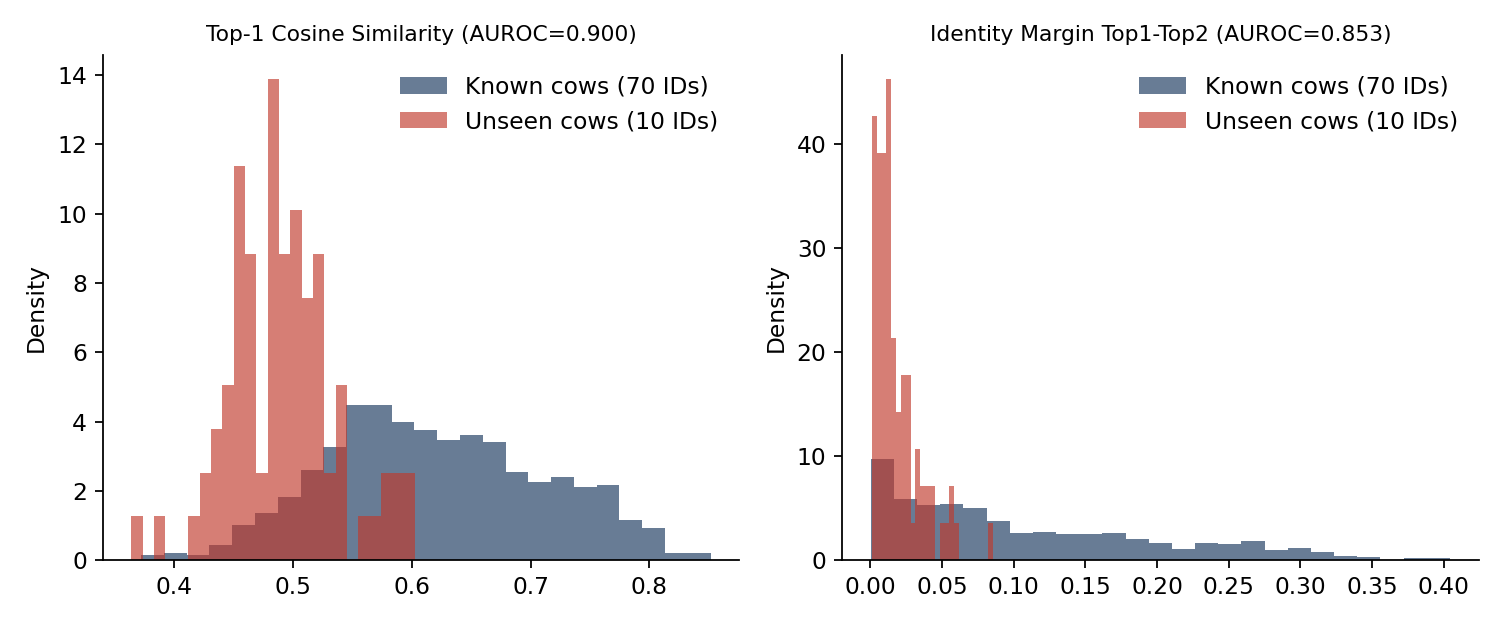 Top-1 Cosine Similarity (AUROC=0.900)
Density
14
12
10
8
6
4
2
0
Known cows (70 IDs)
Unseen cows (10 IDs)
0.4 0.5 0.6 0.7 0.8
Identity Margin Top1-Top2 (AUROC=0.853)
Density
40
30
20
10
0
Known cows (70 IDs)
Unseen cows (10 IDs)
0.00 0.05 0.10 0.15 0.20 0.25 0.30 0.35 0.40